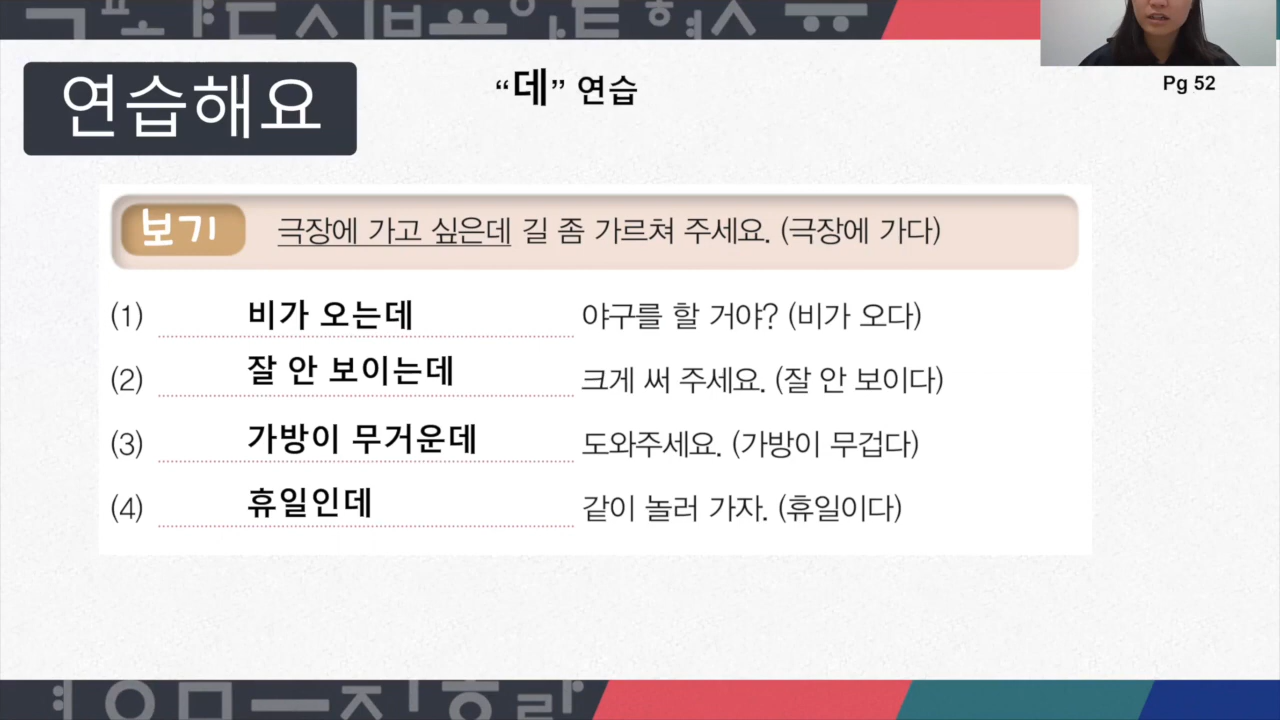 연습해요
“데” 연습
Pg 52
보기 극장에 가고 싶은데 길 좀 가르쳐 주세요. (극장에 가다)
(1) 비가 오는데 야구를 할 거야? (비가 오다)
(2) 잘 안 보이는데 크게 써 주세요. (잘 안 보이다)
(3) 가방이 무거운데 도와주세요. (가방이 무겁다)
(4) 휴일인데 같이 놀러 가자. (휴일이다)